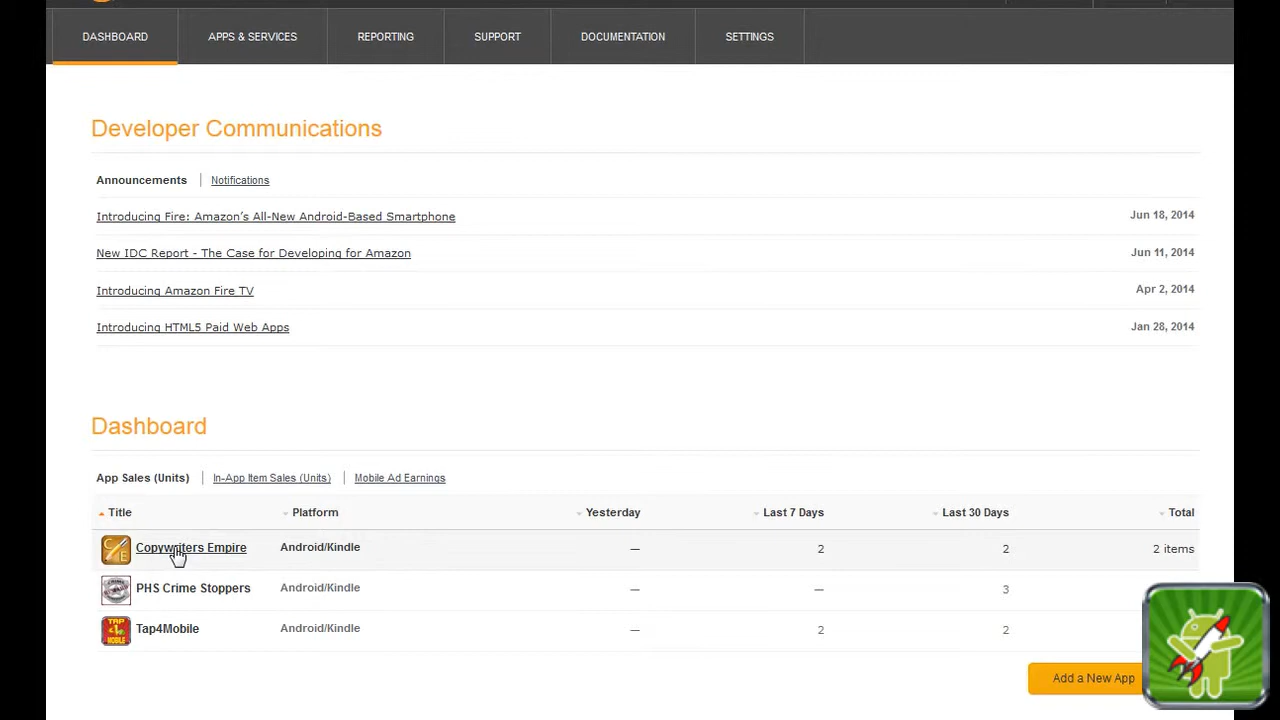 DASHBOARD APPS & SERVICES REPORTING SUPPORT DOCUMENTATION SETTINGS
Developer Communications
Announcements Notifications
Introducing Fire: Amazon's All-New Android-Based Smartphone Jun 18, 2014
New IDC Report - The Case for Developing for Amazon Jun 11, 2014
Introducing Amazon Fire TV Apr 2, 2014
Introducing HTML5 Paid Web Apps Jan 28, 2014
Dashboard
App Sales (Units) In-App Item Sales (Units) Mobile Ad Earnings
Title Platform Yesterday Last 7 Days Last 30 Days Total
C/E Copywriters Empire Android/Kindle — 2 2 2 items
PHS Crime Stoppers Android/Kindle — — 3
TAP 4 MOBILE Tap4Mobile Android/Kindle — 2 2
Add a New App